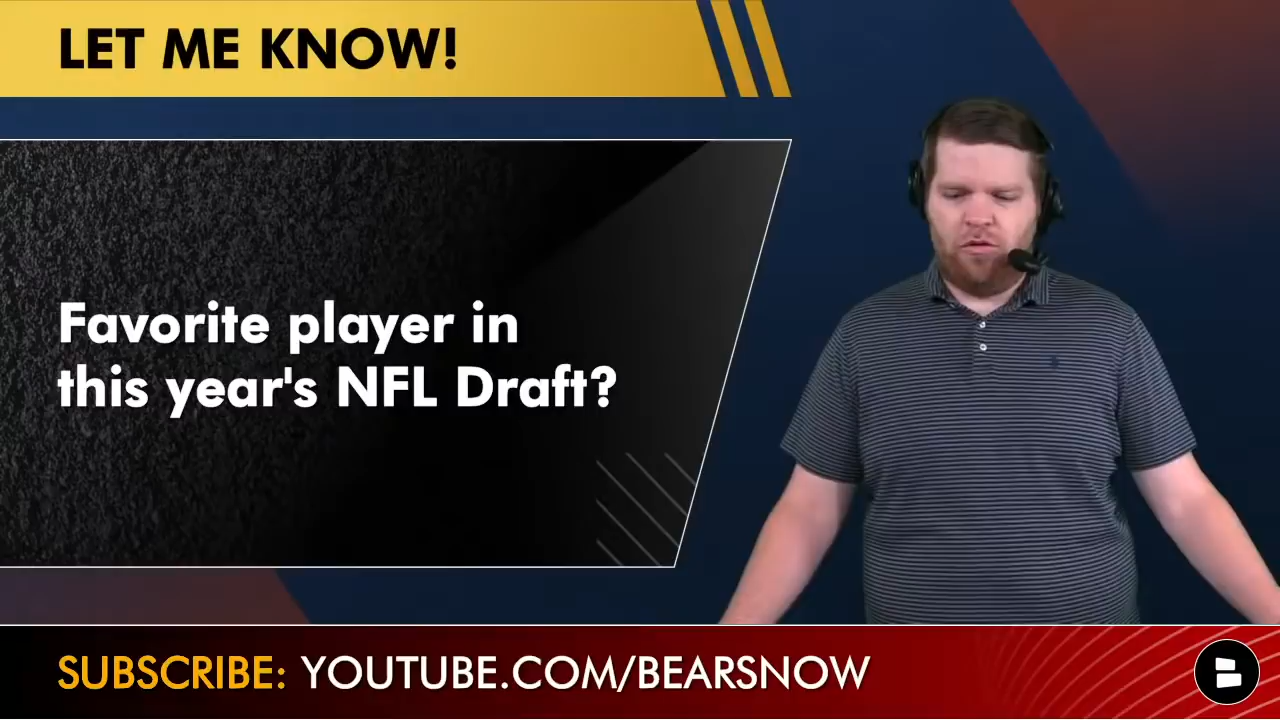 LET ME KNOW!
Favorite player in
this year's NFL Draft?
SUBSCRIBE: YOUTUBE.COM/BEARSNOW